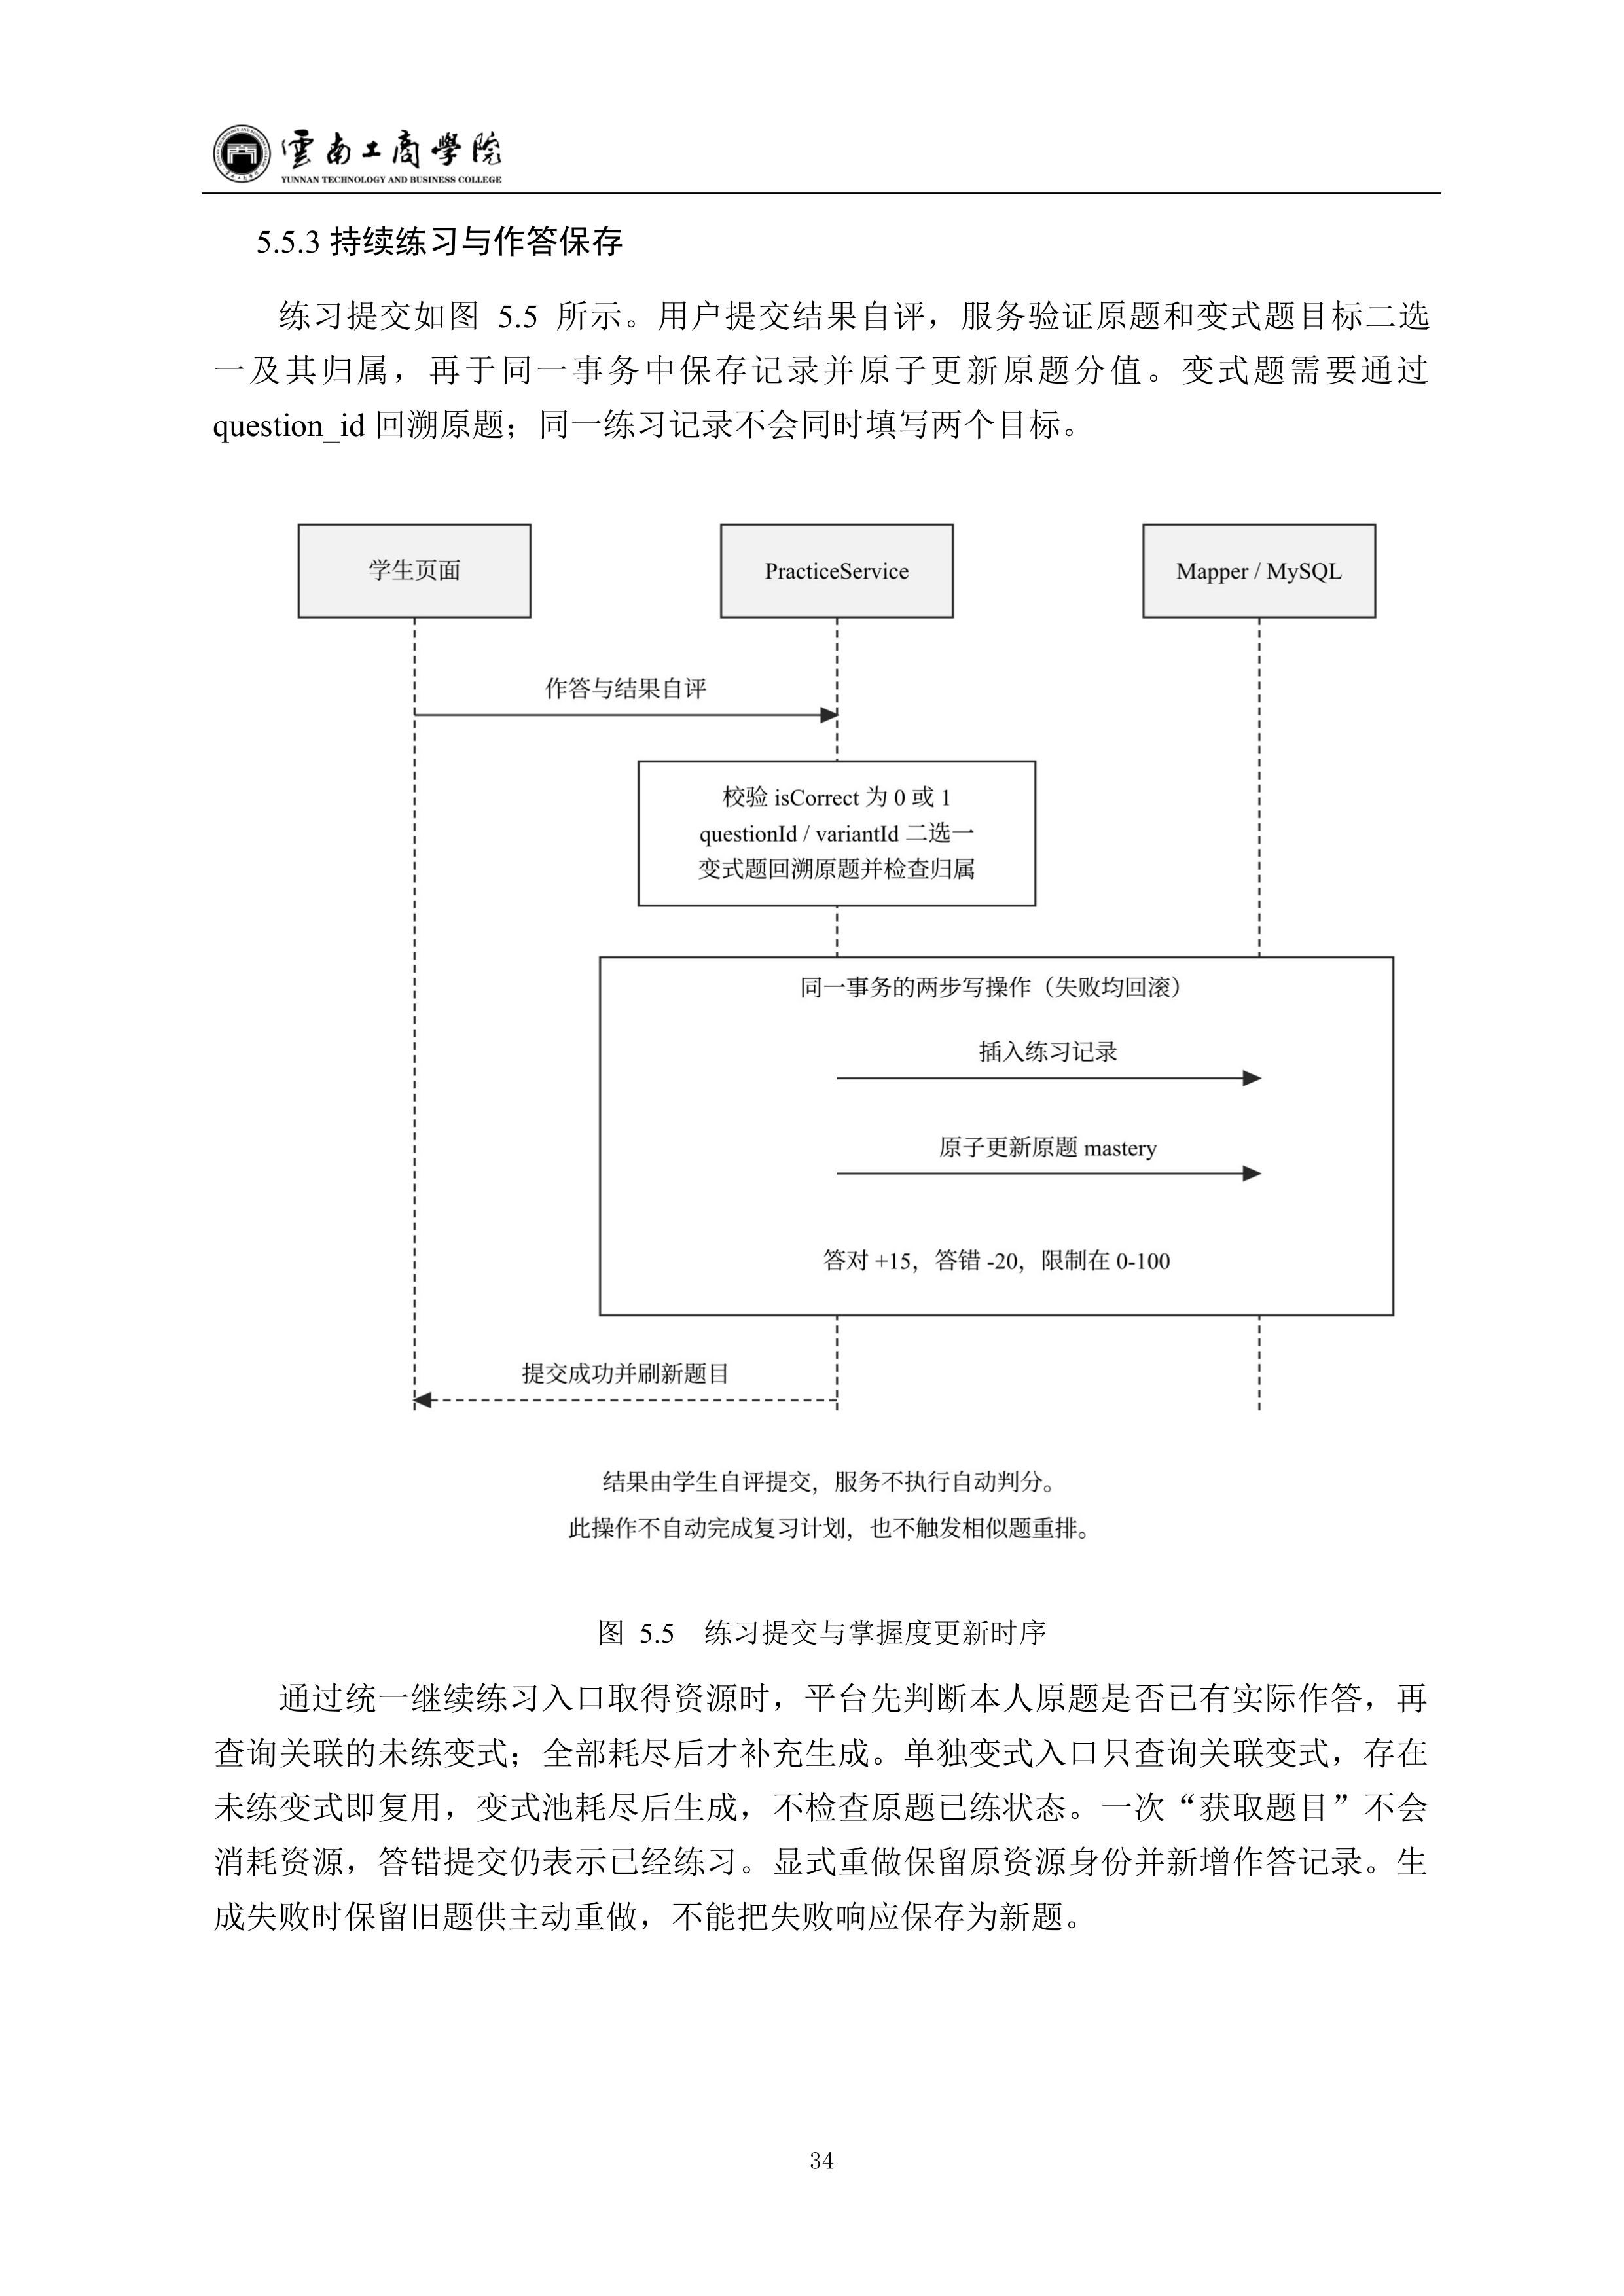 雲南工商學院
YUNNAN TECHNOLOGY AND BUSINESS COLLEGE
5.5.3 持续练习与作答保存
练习提交如图 5.5 所示。用户提交结果自评，服务验证原题和变式题目标二选
一及其归属，再于同一事务中保存记录并原子更新原题分值。变式题需要通过
question_id 回溯原题；同一练习记录不会同时填写两个目标。
学生页面
PracticeService
Mapper / MySQL
作答与结果自评
校验 isCorrect 为 0 或 1
questionId / variantId 二选一
变式题回溯原题并检查归属
同一事务的两步写操作（失败均回滚）
插入练习记录
原子更新原题 mastery
答对 +15，答错 -20，限制在 0-100
提交成功并刷新题目
结果由学生自评提交，服务不执行自动判分。
此操作不自动完成复习计划，也不触发相似题重排。
图 5.5 练习提交与掌握度更新时序
通过统一继续练习入口取得资源时，平台先判断本人原题是否已有实际作答，再
查询关联的未练变式；全部耗尽后才补充生成。单独变式入口只查询关联变式，存在
未练变式即复用，变式池耗尽后生成，不检查原题已练状态。一次“获取题目”不会
消耗资源，答错提交仍表示已经练习。显式重做保留原资源身份并新增作答记录。生
成失败时保留旧题供主动重做，不能把失败响应保存为新题。
34